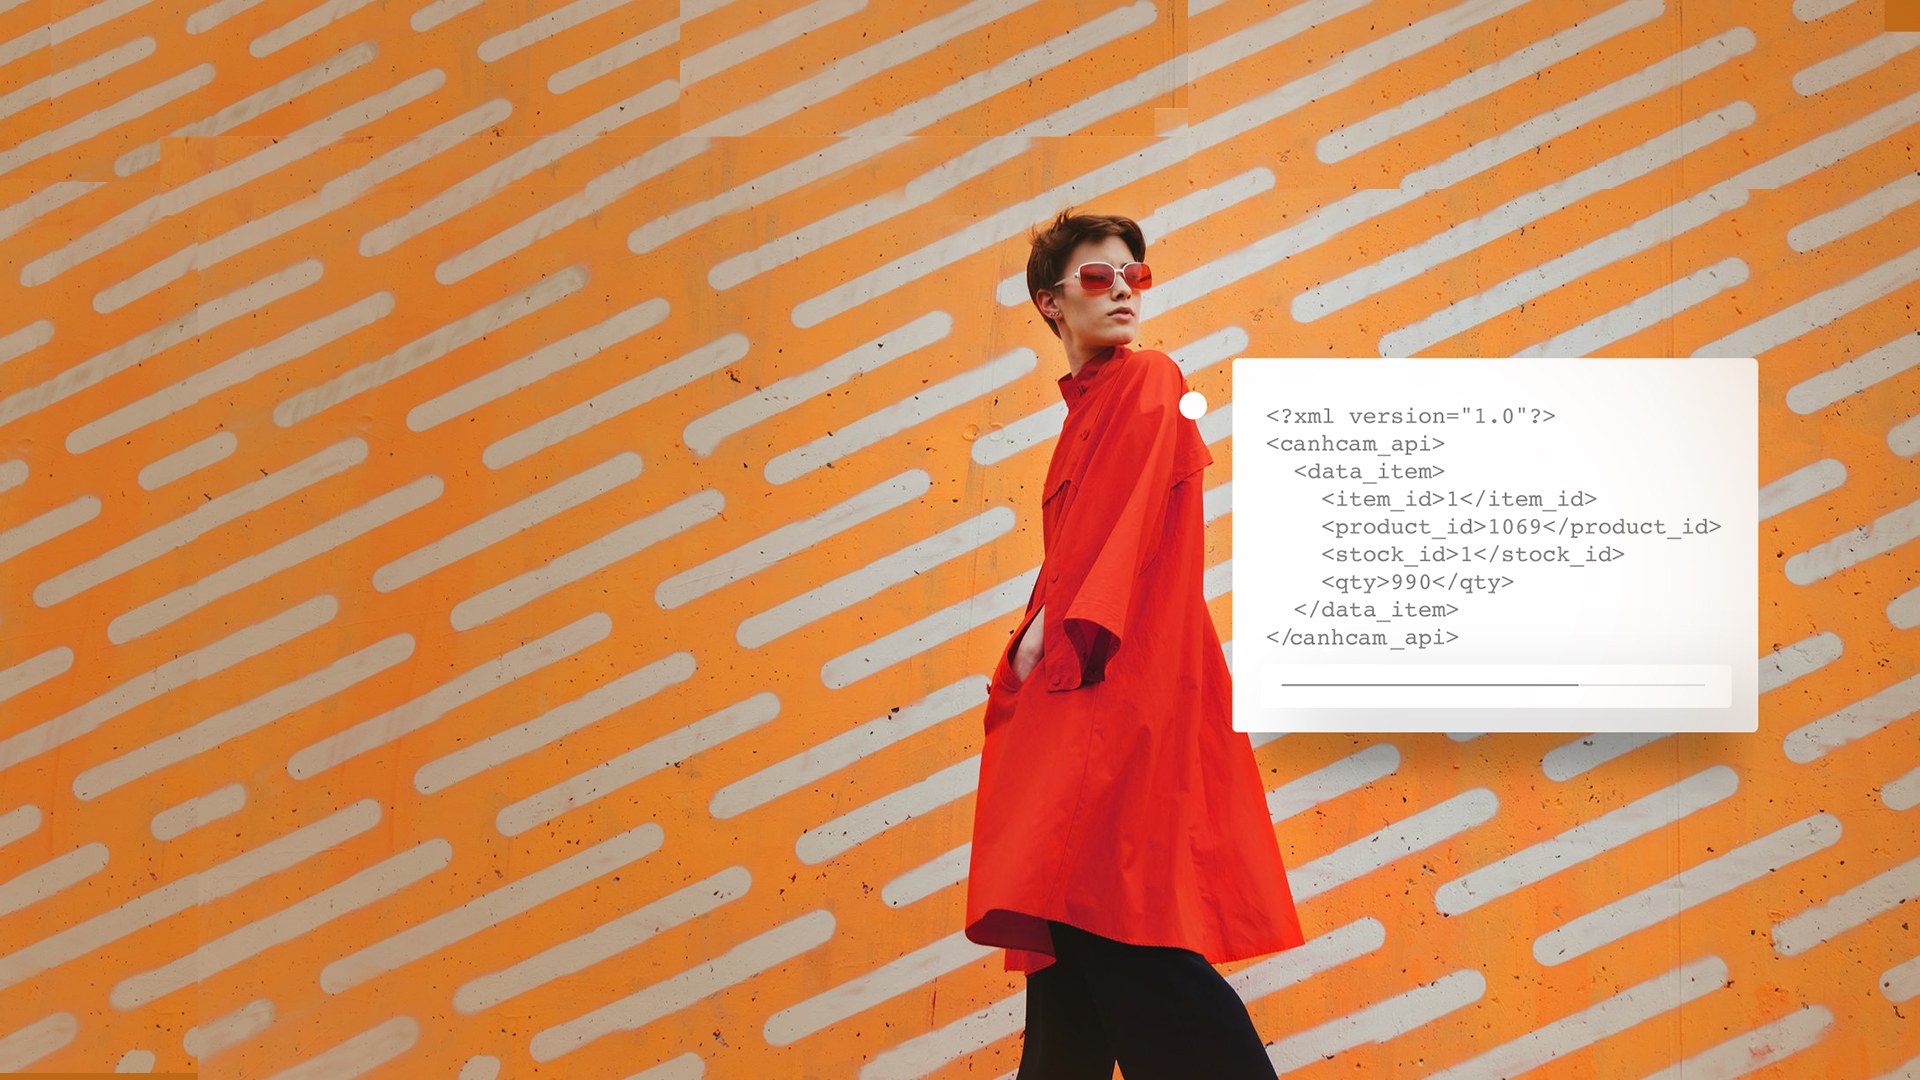 <?xml version="1.0"?>
<canhcam_api>
  <data_item>
    <item_id>1</item_id>
    <product_id>1069</product_id>
    <stock_id>1</stock_id>
    <qty>990</qty>
  </data_item>
</canhcam_api>